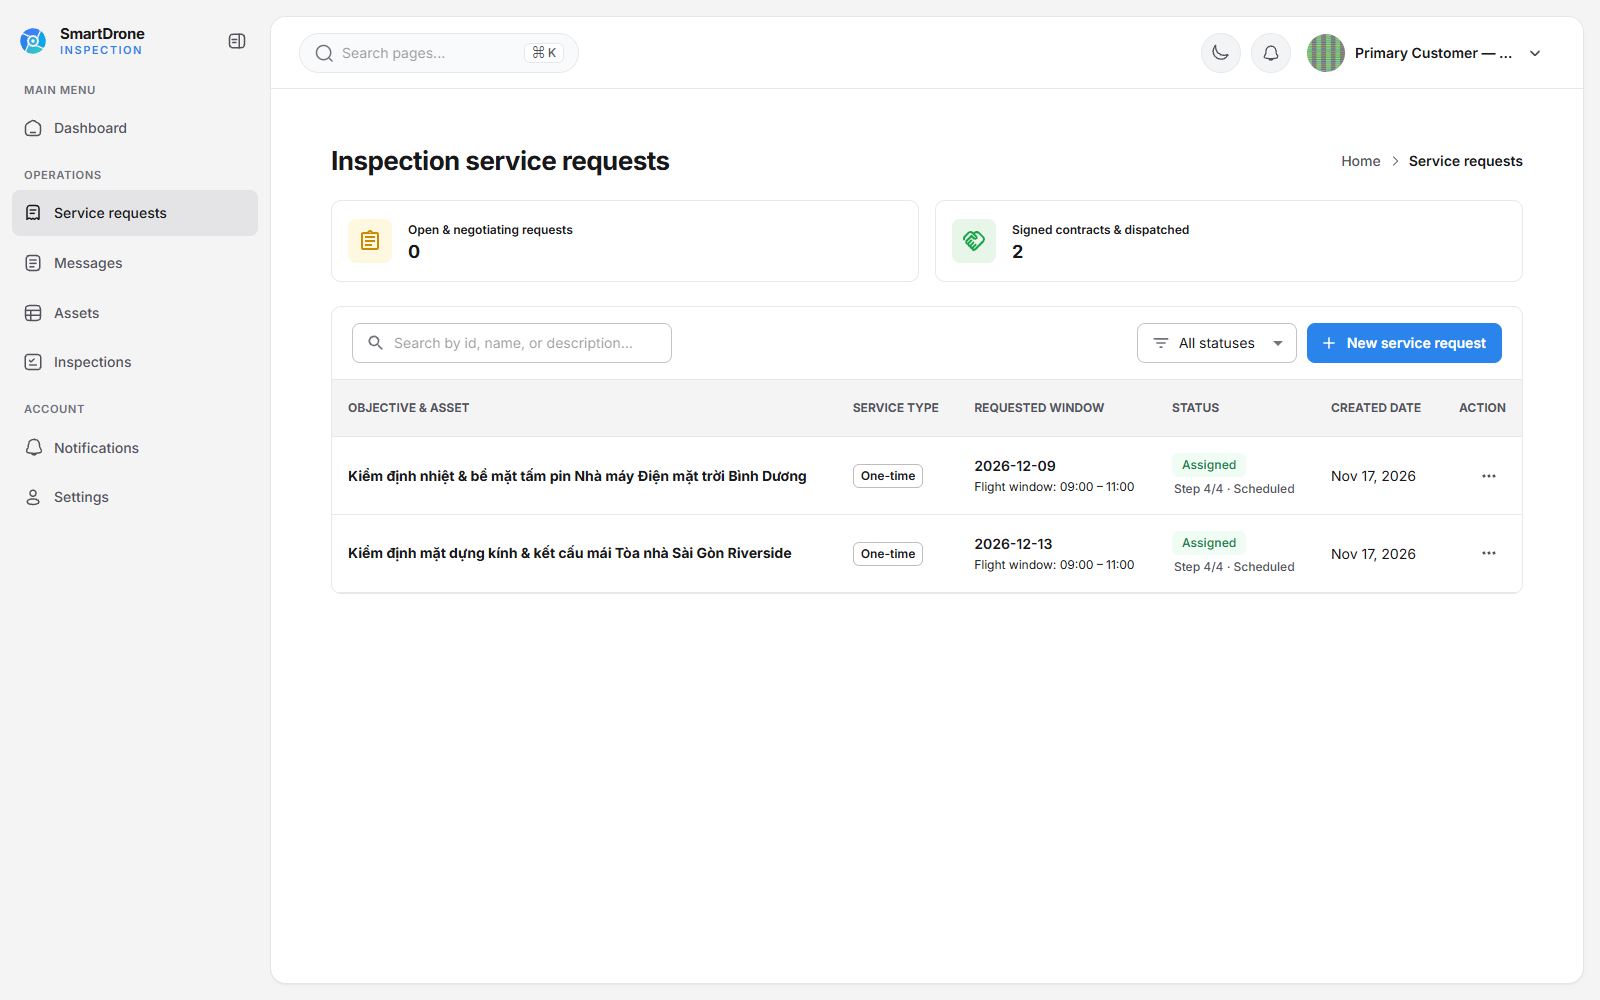 SmartDrone
INSPECTION
MAIN MENU
Dashboard
OPERATIONS
Service requests
Messages
Assets
Inspections
ACCOUNT
Notifications
Settings
Search pages...
⌘ K
Primary Customer — ...
Inspection service requests
Home > Service requests
Open & negotiating requests
0
Signed contracts & dispatched
2
Search by id, name, or description...
All statuses
+ New service request
OBJECTIVE & ASSET SERVICE TYPE REQUESTED WINDOW STATUS CREATED DATE ACTION
Kiểm định nhiệt & bề mặt tấm pin Nhà máy Điện mặt trời Bình Dương
One-time
2026-12-09
Flight window: 09:00 – 11:00
Assigned
Step 4/4 · Scheduled
Nov 17, 2026
Kiểm định mặt dựng kính & kết cấu mái Tòa nhà Sài Gòn Riverside
One-time
2026-12-13
Flight window: 09:00 – 11:00
Assigned
Step 4/4 · Scheduled
Nov 17, 2026